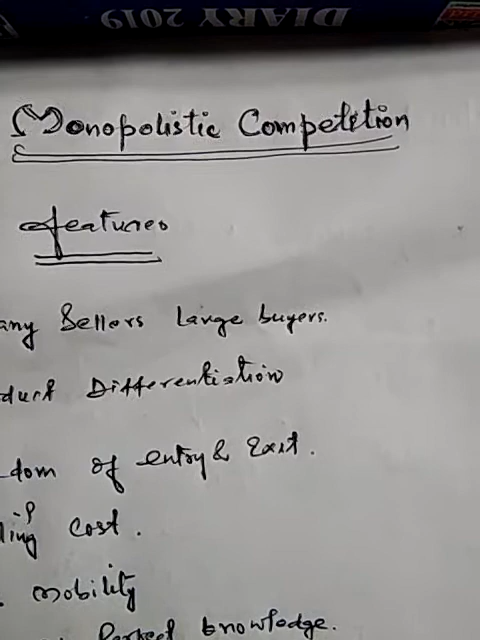 DIARY 2019
Monopolistic Competition
features
any Sellers Large buyers.
duct Differentiation
dom of entry & Exit.
ling Cost.
mobility
Perfect knowledge.